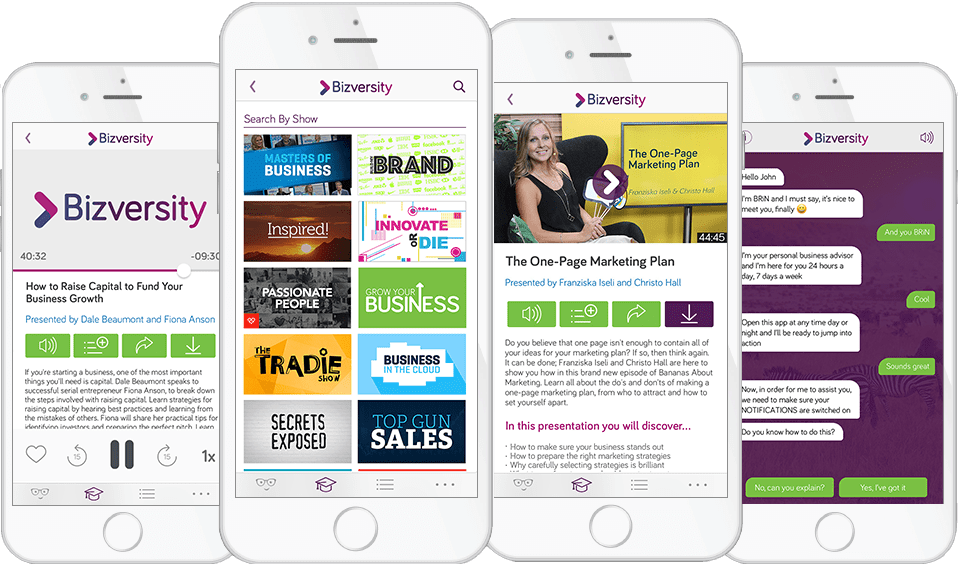 Bizversity
Bizversity
40:32
-09:30
How to Raise Capital to Fund Your
Business Growth
Presented by Dale Beaumont and Fiona Anson
If you're starting a business, one of the most important
things you'll need is capital. Dale Beaumont speaks to
successful serial entrepreneur Fiona Anson, to break down
the steps involved with raising capital. Learn strategies for
raising capital by hearing best practices and learning from
the mistakes of others. Fiona will share her practical tips for
identifying investors and preparing the perfect pitch. Learn
15
15
1x
Bizversity
Search By Show
MASTERS OF
BUSINESS
BUILDING
BRAND
Inspired!
INNOVATE
OR
DIE
PASSIONATE
PEOPLE
GROW YOUR
BUSINESS
THE
TRADIE
SHOW
BUSINESS
IN THE CLOUD
SECRETS
EXPOSED
TOP GUN
SALES
Bizversity
The One-Page
Marketing Plan
Franziska Iseli & Christo Hall
44:45
The One-Page Marketing Plan
Presented by Franziska Iseli and Christo Hall
Do you believe that one page isn't enough to contain all of
your ideas for your marketing plan? If so, then think again.
It can be done; Franziska Iseli and Christo Hall are here to
show you how in this brand new episode of Bananas About
Marketing. Learn all about the do's and don'ts of making a
one-page marketing plan, from who to attract and how to
set yourself apart.
In this presentation you will discover...
· How to make your business stands out
· How to prepare the right marketing strategies
· Why carefully selecting strategies is brilliant
Bizversity
Hello John
I'm BRiN and I must say, it's nice to
meet you, finally 😀
And you BRiN
I'm your personal business advisor
and I'm here for you 24 hours a
day, 7 days a week
Cool
Open this app at any time day or
night and I'll be ready to jump into
action
Sounds great
Now, in order for me to assist you,
we need to make sure your
NOTIFICATIONS are switched on
Do you know how to do this?
No, can you explain?
Yes, I've got it